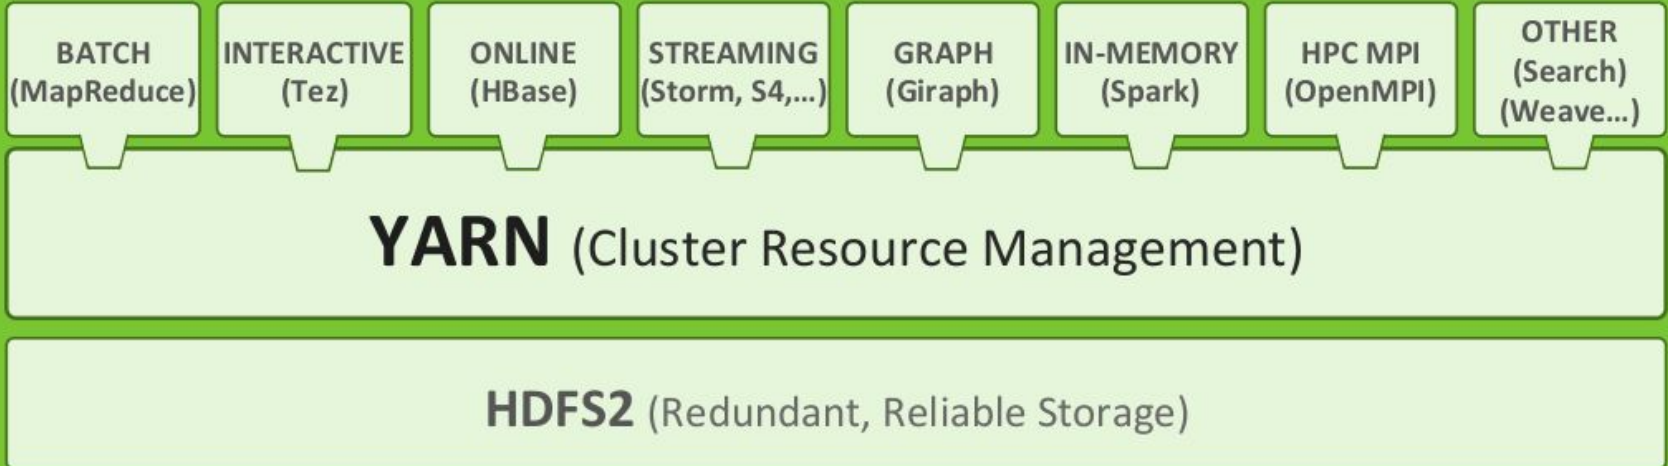 BATCH
(MapReduce)
INTERACTIVE
(Tez)
ONLINE
(HBase)
STREAMING
(Storm, S4,...)
GRAPH
(Giraph)
IN-MEMORY
(Spark)
HPC MPI
(OpenMPI)
OTHER
(Search)
(Weave...)
YARN (Cluster Resource Management)
HDFS2 (Redundant, Reliable Storage)